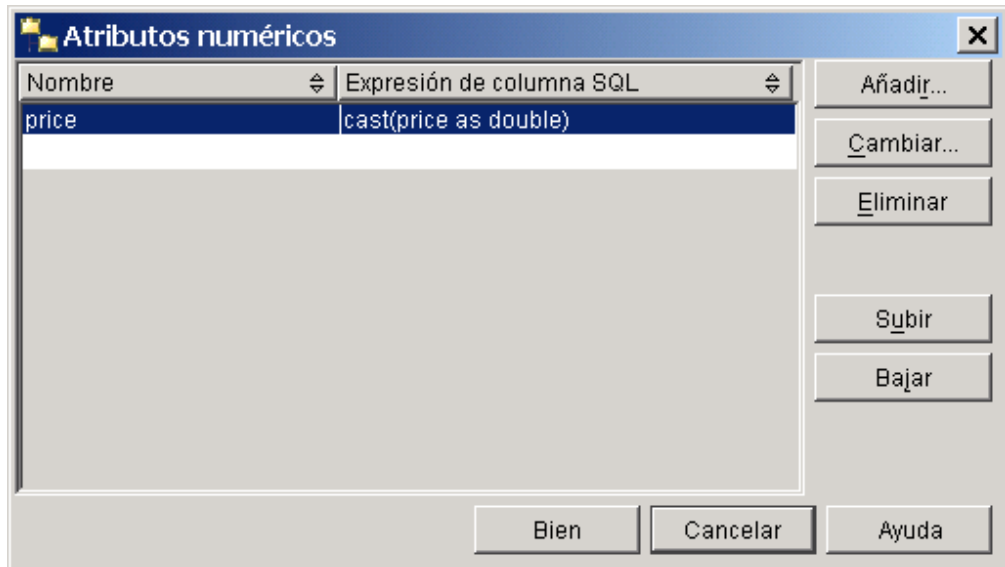 Atributos numéricos
Nombre Expresión de columna SQL
price cast(price as double)
Añadir...
Cambiar...
Eliminar
Subir
Bajar
Bien Cancelar Ayuda